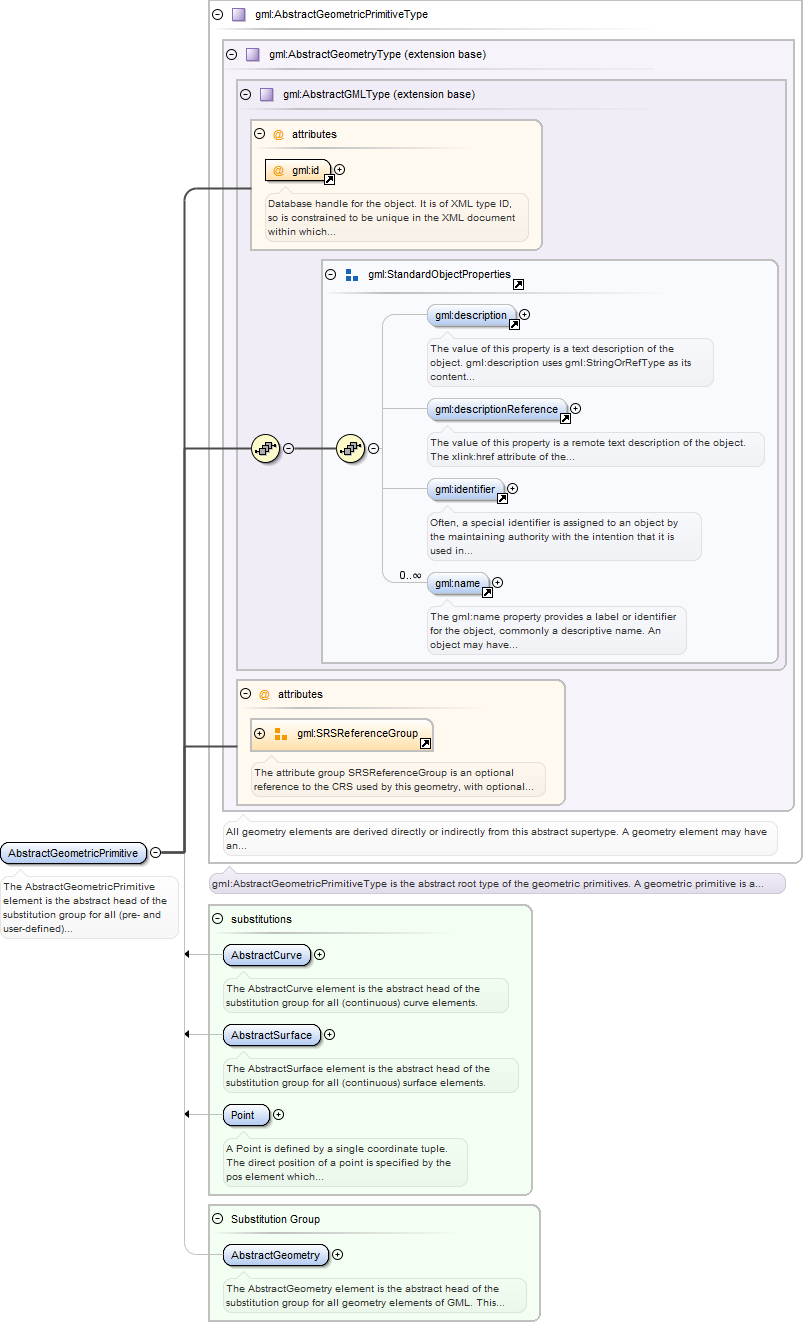 gml:AbstractGeometricPrimitiveType
gml:AbstractGeometryType (extension base)
gml:AbstractGMLType (extension base)
@ attributes
@ gml:id
Database handle for the object. It is of XML type ID,
so is constrained to be unique in the XML document
within which...
gml:StandardObjectProperties
gml:description
The value of this property is a text description of the
object. gml:description uses gml:StringOrRefType as its
content...
gml:descriptionReference
The value of this property is a remote text description of the object.
The xlink:href attribute of the...
gml:identifier
Often, a special identifier is assigned to an object by
the maintaining authority with the intention that it is
used in...
0..∞
gml:name
The gml:name property provides a label or identifier
for the object, commonly a descriptive name. An
object may have...
@ attributes
gml:SRSReferenceGroup
The attribute group SRSReferenceGroup is an optional
reference to the CRS used by this geometry, with optional...
All geometry elements are derived directly or indirectly from this abstract supertype. A geometry element may have
an...
AbstractGeometricPrimitive
The AbstractGeometricPrimitive
element is the abstract head of the
substitution group for all (pre- and
user-defined)...
gml:AbstractGeometricPrimitiveType is the abstract root type of the geometric primitives. A geometric primitive is a...
substitutions
AbstractCurve
The AbstractCurve element is the abstract head of the
substitution group for all (continuous) curve elements.
AbstractSurface
The AbstractSurface element is the abstract head of the
substitution group for all (continuous) surface elements.
Point
A Point is defined by a single coordinate tuple.
The direct position of a point is specified by the
pos element which...
Substitution Group
AbstractGeometry
The AbstractGeometry element is the abstract head of the
substitution group for all geometry elements of GML. This...